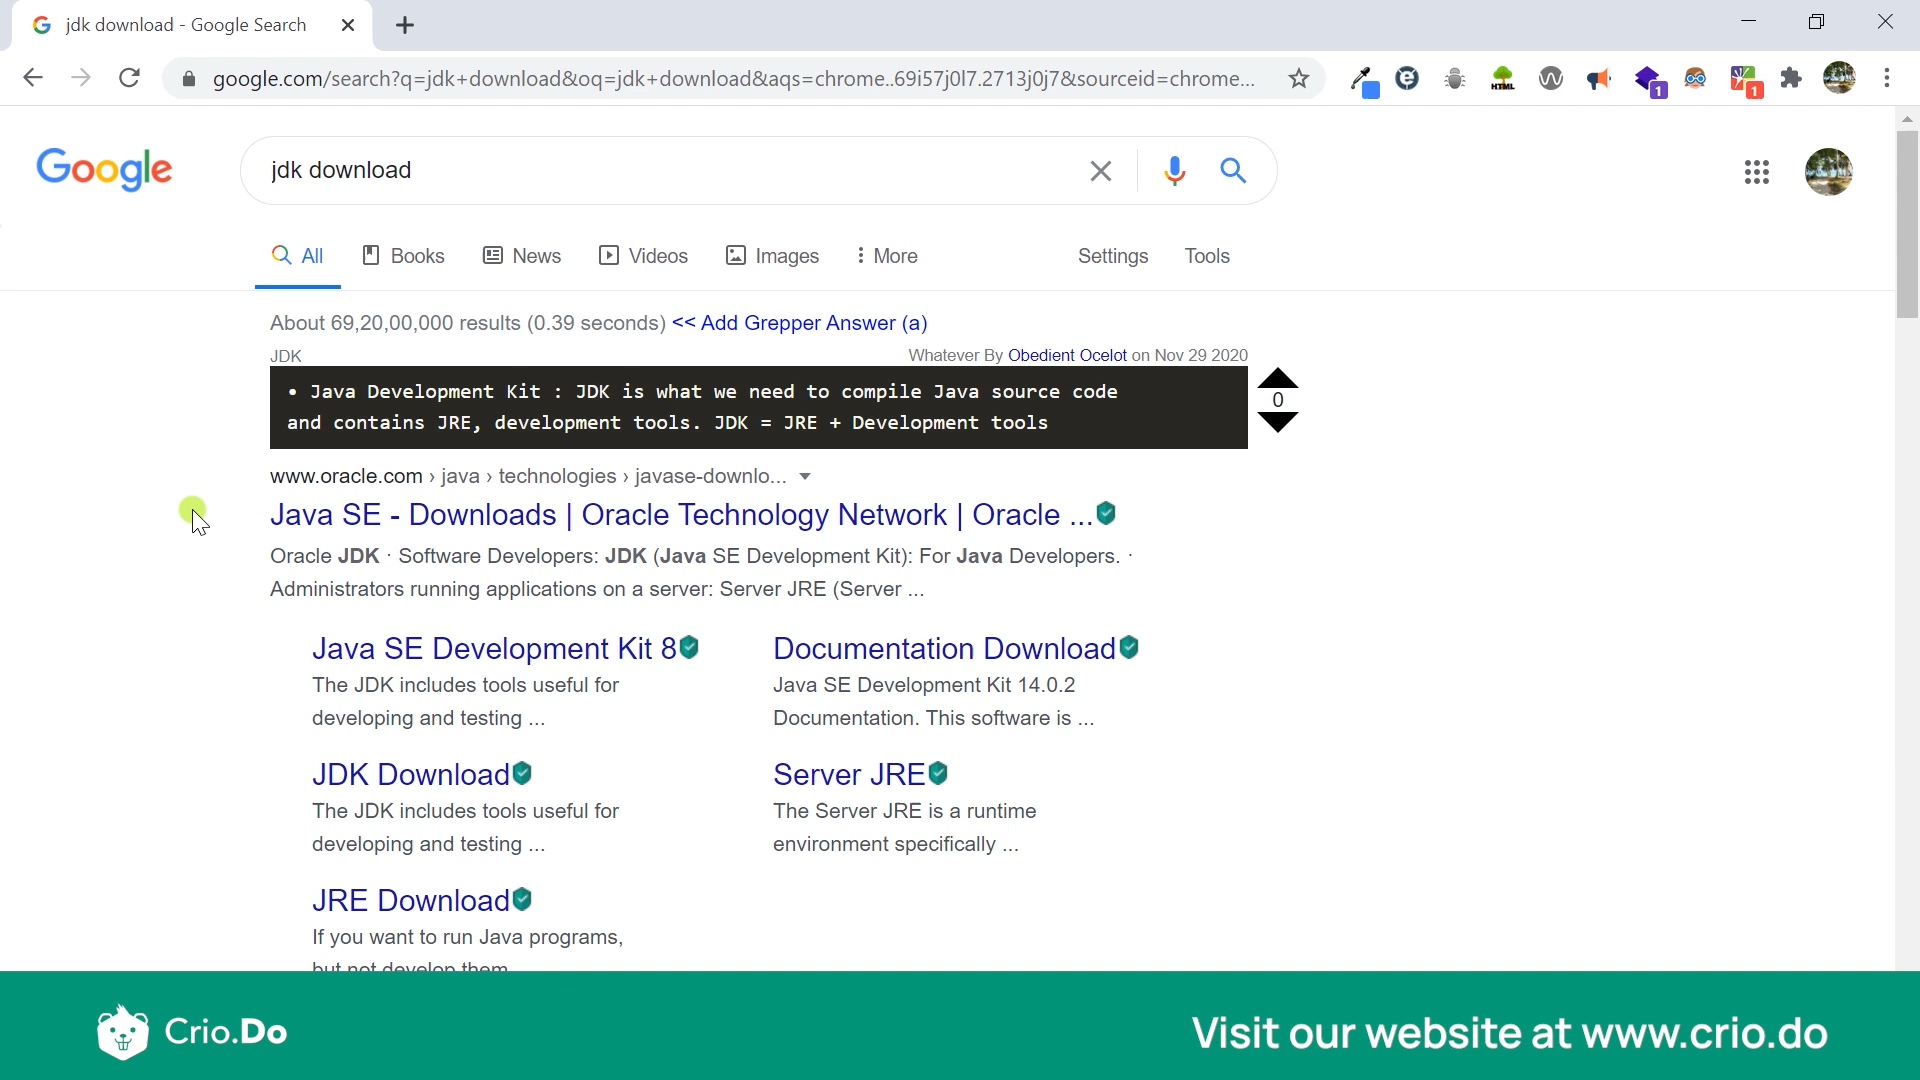 jdk download - Google Search
google.com/search?q=jdk+download&oq=jdk+download&aqs=chrome..69i57j0l7.2713j0j7&sourceid=chrome...
HTML
1
1
Google
jdk download
All
Books
News
Videos
Images
More
Settings
Tools
About 69,20,00,000 results (0.39 seconds) << Add Grepper Answer (a)
JDK
Whatever By Obedient Ocelot on Nov 29 2020
• Java Development Kit : JDK is what we need to compile Java source code
and contains JRE, development tools. JDK = JRE + Development tools
0
www.oracle.com › java › technologies › javase-downlo...
Java SE - Downloads | Oracle Technology Network | Oracle ...
Oracle JDK · Software Developers: JDK (Java SE Development Kit): For Java Developers. ·
Administrators running applications on a server: Server JRE (Server ...
Java SE Development Kit 8
The JDK includes tools useful for
developing and testing ...
Documentation Download
Java SE Development Kit 14.0.2
Documentation. This software is ...
JDK Download
The JDK includes tools useful for
developing and testing ...
Server JRE
The Server JRE is a runtime
environment specifically ...
JRE Download
If you want to run Java programs,
but not develop them
Crio.Do
Visit our website at www.crio.do